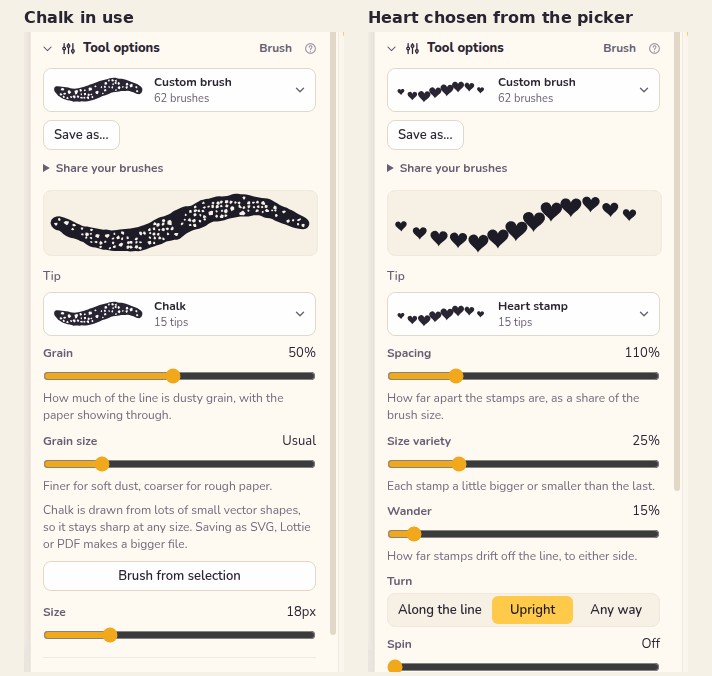 Chalk in use
Tool options
Brush
Custom brush
62 brushes
Save as...
Share your brushes
Tip
Chalk
15 tips
Grain
50%
How much of the line is dusty grain, with the
paper showing through.
Grain size
Usual
Finer for soft dust, coarser for rough paper.
Chalk is drawn from lots of small vector shapes,
so it stays sharp at any size. Saving as SVG, Lottie
or PDF makes a bigger file.
Brush from selection
Size
18px
Heart chosen from the picker
Tool options
Brush
Custom brush
62 brushes
Save as...
Share your brushes
Tip
Heart stamp
15 tips
Spacing
110%
How far apart the stamps are, as a share of the
brush size.
Size variety
25%
Each stamp a little bigger or smaller than the last.
Wander
15%
How far stamps drift off the line, to either side.
Turn
Along the line
Upright
Any way
Spin
Off